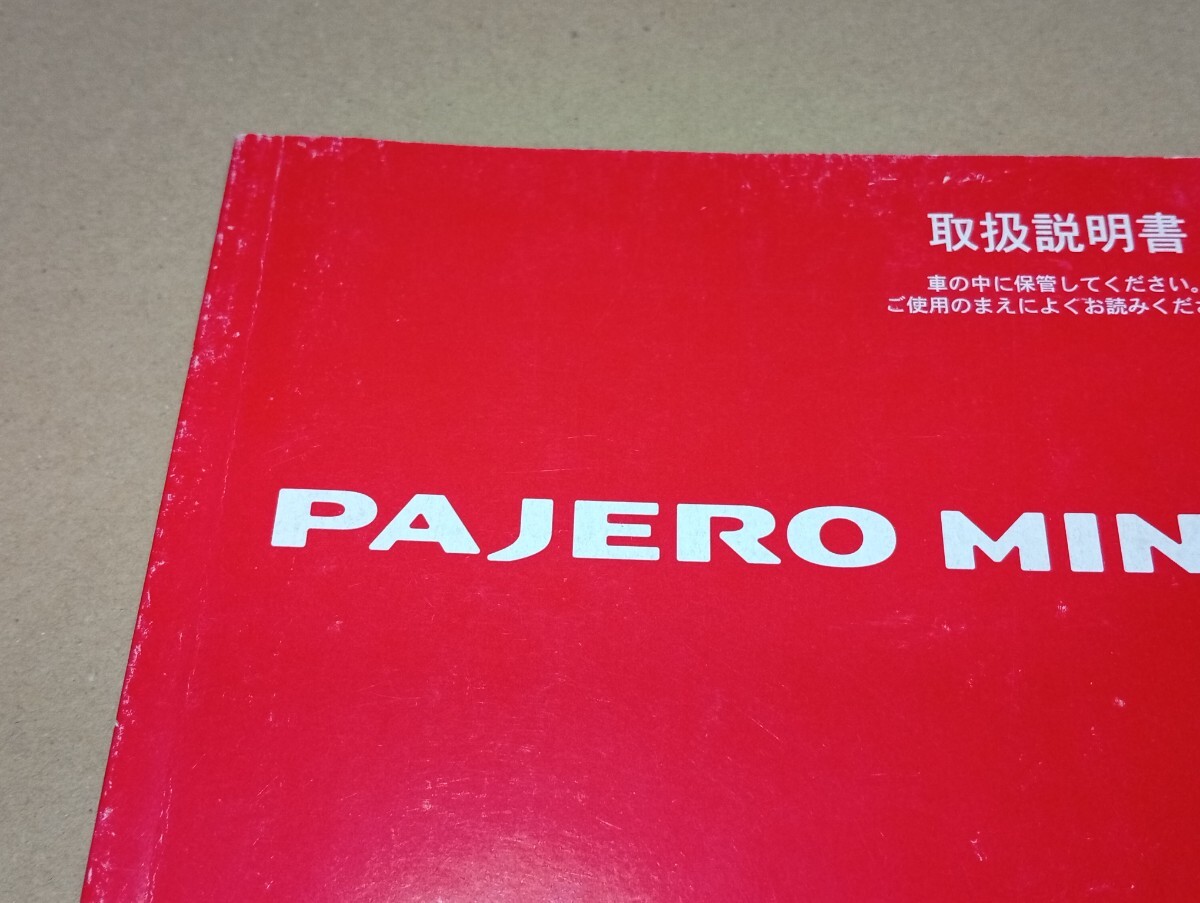 取扱説明書
車の中に保管してください。
ご使用のまえによくお読みくださ
PAJERO MIN